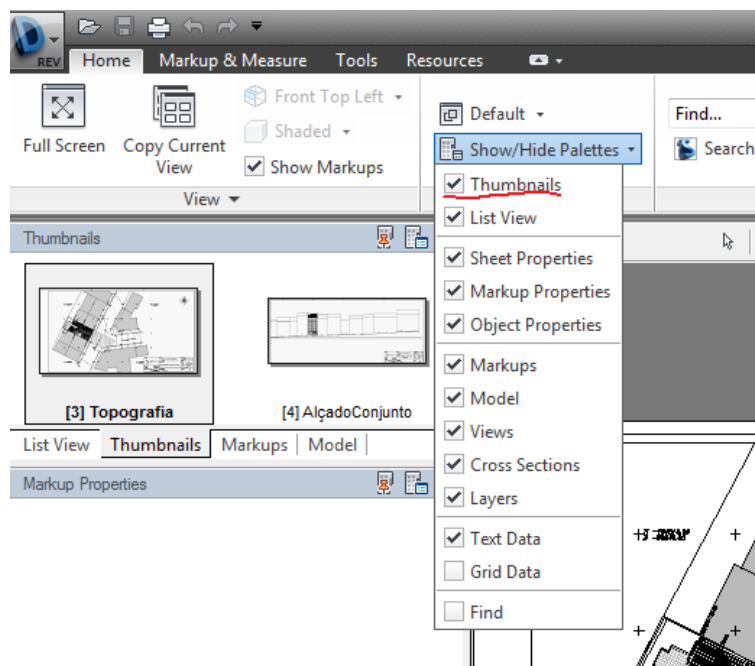 REV
Home Markup & Measure Tools Resources
Full Screen
Copy Current View
Front Top Left
Shaded
Show Markups
View
Default
Show/Hide Palettes
Find...
Search
Thumbnails
List View
Sheet Properties
Markup Properties
Object Properties
Markups
Model
Views
Cross Sections
Layers
Text Data
Grid Data
Find
Thumbnails
[3] Topografia
[4] AlçadoConjunto
List View Thumbnails Markups Model
Markup Properties